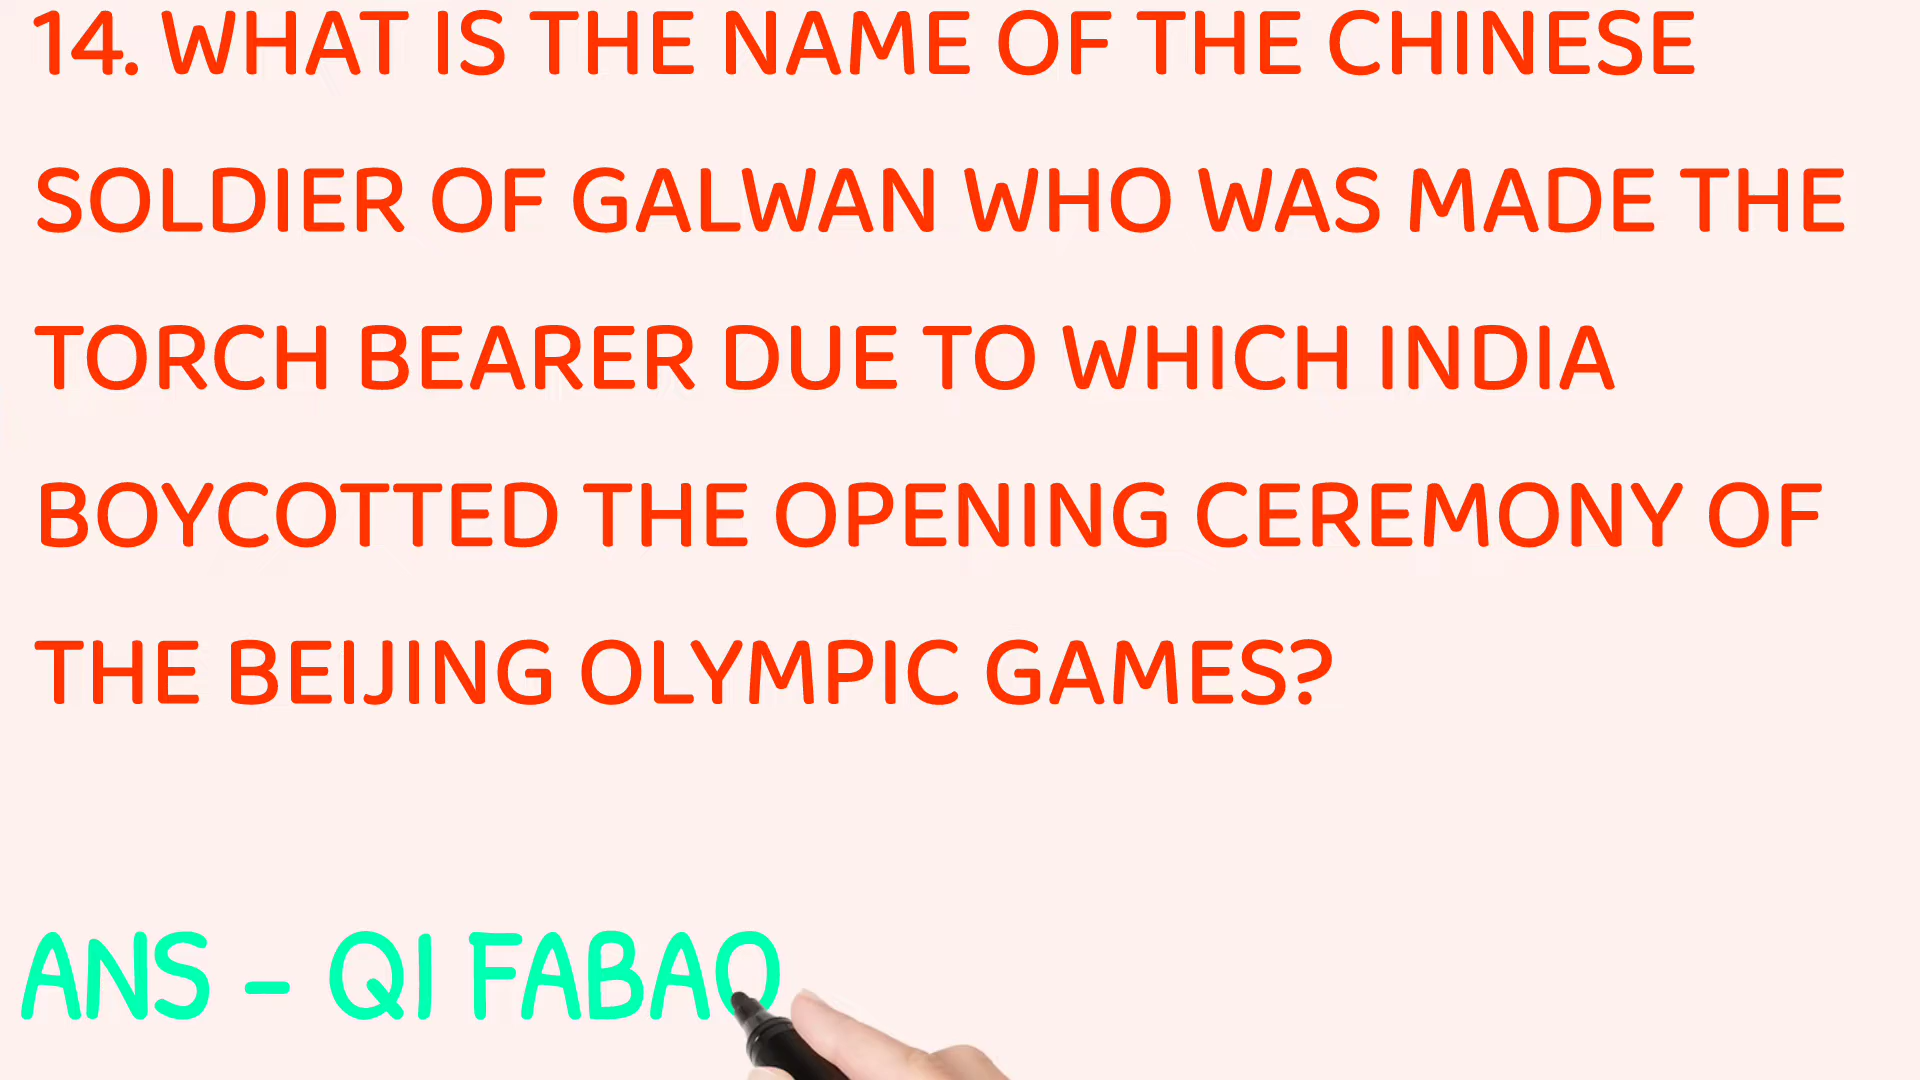 14. WHAT IS THE NAME OF THE CHINESE
SOLDIER OF GALWAN WHO WAS MADE THE
TORCH BEARER DUE TO WHICH INDIA
BOYCOTTED THE OPENING CEREMONY OF
THE BEIJING OLYMPIC GAMES?
ANS - QI FABAO